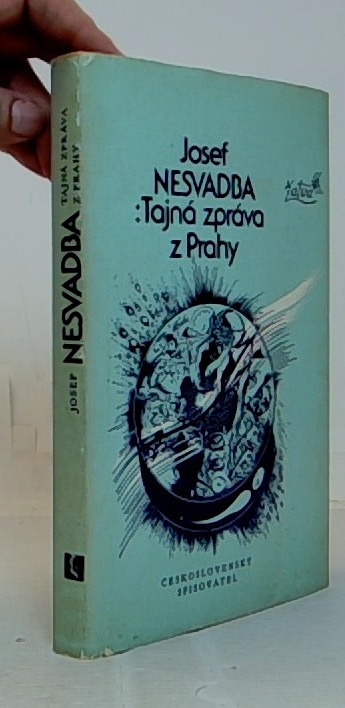 Josef
NESVADBA
:Tajná zpráva
z Prahy
ČESKOSLOVENSKÝ
SPISOVATEL
JOSEF NESVADBA
TAJNÁ ZPRÁVA
Z PRAHY